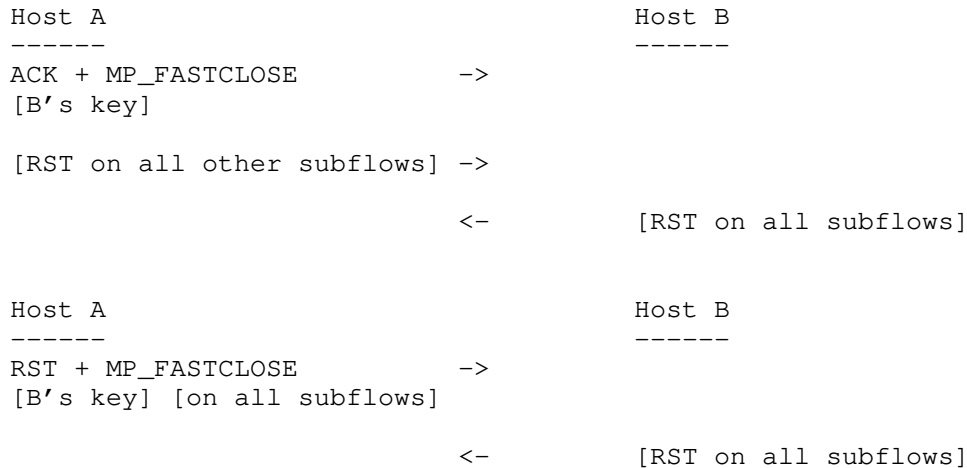 Host A                                  Host B
------                                  ------
ACK + MP_FASTCLOSE          ->
[B's key]
[RST on all other subflows] ->
                            <-          [RST on all subflows]
Host A                                  Host B
------                                  ------
RST + MP_FASTCLOSE          ->
[B's key] [on all subflows]
                            <-          [RST on all subflows]